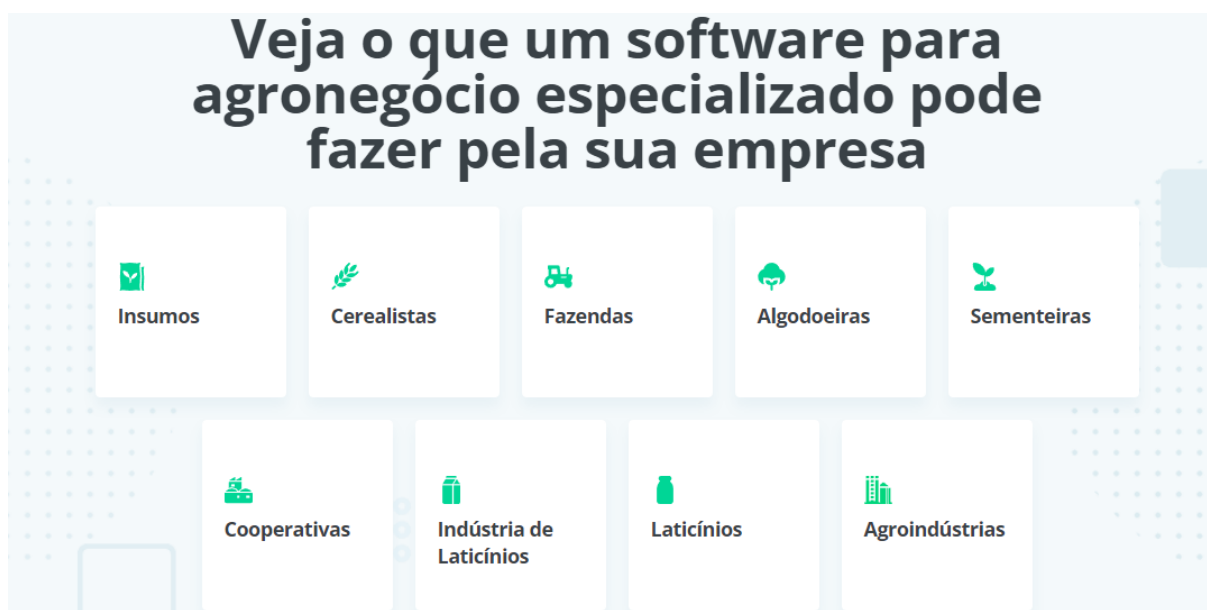 Veja o que um software para
agronegócio especializado pode
fazer pela sua empresa
Insumos
Cerealistas
Fazendas
Algodoeiras
Sementeiras
Cooperativas
Indústria de
Laticínios
Laticínios
Agroindústrias